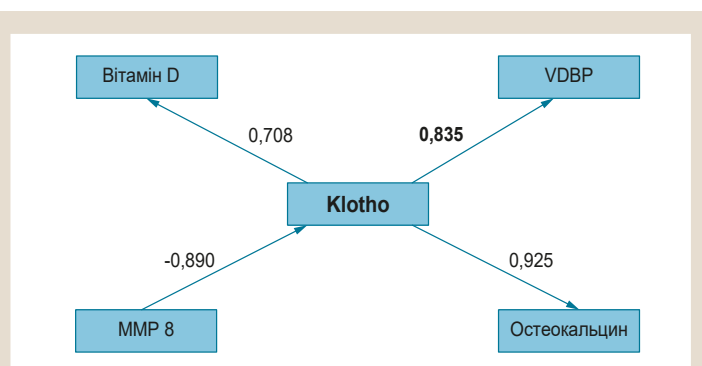 Вітамін D
VDBP
0,708
0,835
Klotho
-0,890
0,925
MMP 8
Остеокальцин